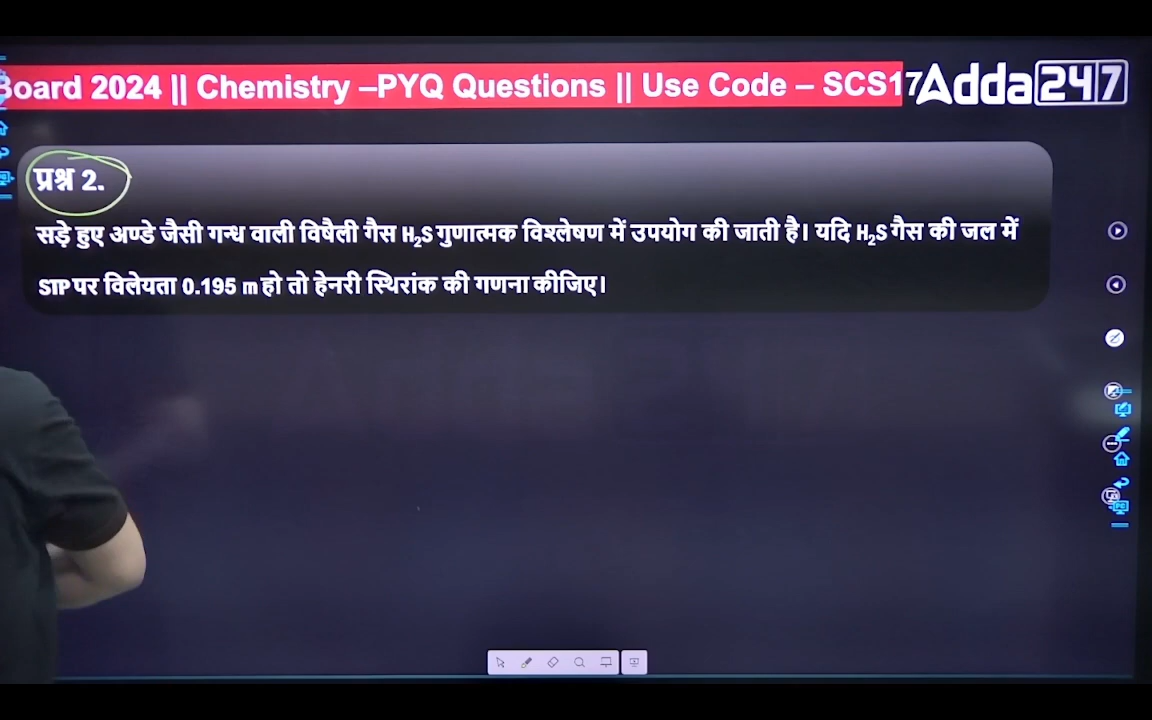 Board 2024 || Chemistry –PYQ Questions || Use Code – SCS17
Adda247
प्रश्न 2.
सड़े हुए अण्डे जैसी गन्ध वाली विषैली गैस H₂S गुणात्मक विश्लेषण में उपयोग की जाती है। यदि H₂S गैस की जल में
STP पर विलेयता 0.195 m हो तो हेनरी स्थिरांक की गणना कीजिए।